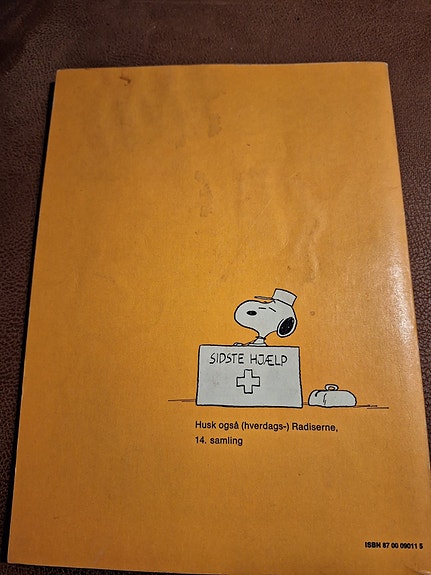 SIDSTE HJÆLP
Husk også (hverdags-) Radiserne,
14. samling
ISBN 87 00 09011 5